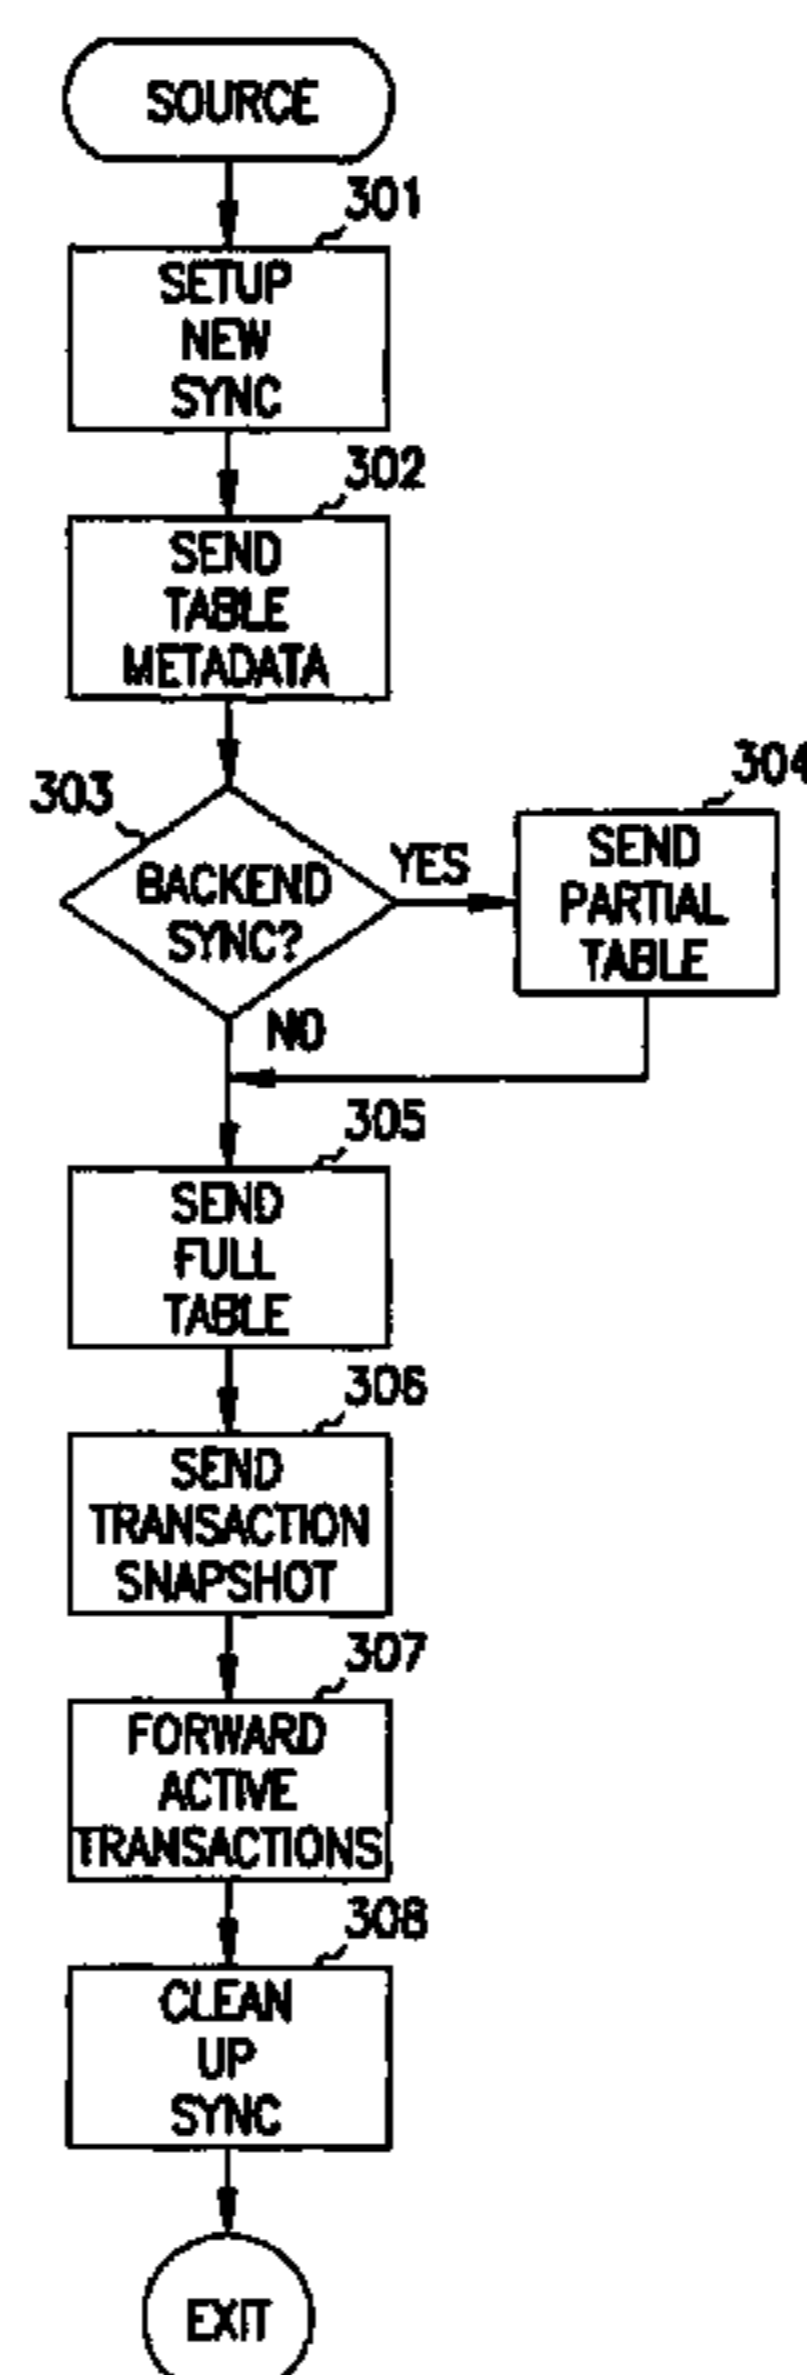 SOURCE
301
SETUP
NEW
SYNC
302
SEND
TABLE
METADATA
303
BACKEND
SYNC?
YES
304
SEND
PARTIAL
TABLE
NO
305
SEND
FULL
TABLE
306
SEND
TRANSACTION
SNAPSHOT
307
FORWARD
ACTIVE
TRANSACTIONS
308
CLEAN
UP
SYNC
EXIT